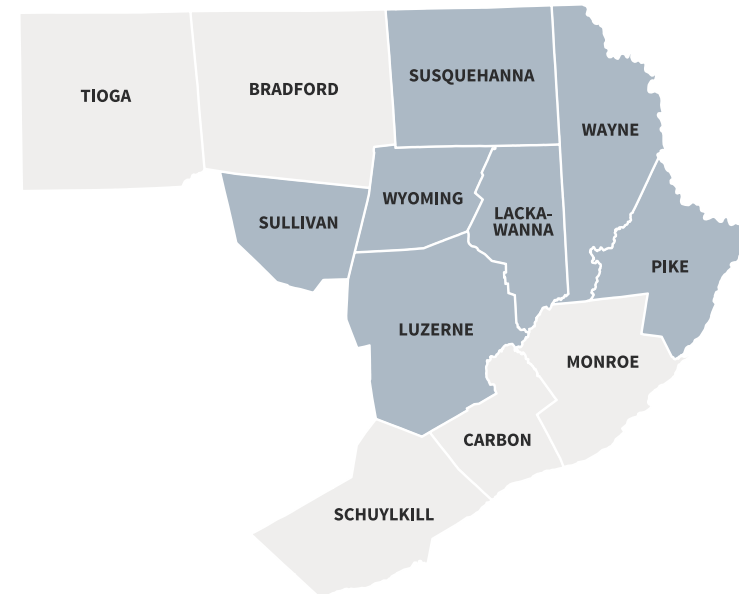 SUSQUEHANNA
BRADFORD
TIOGA
WAYNE
WYOMING
LACKA-
WANNA
SULLIVAN
PIKE
LUZERNE
MONROE
CARBON
SCHUYLKILL